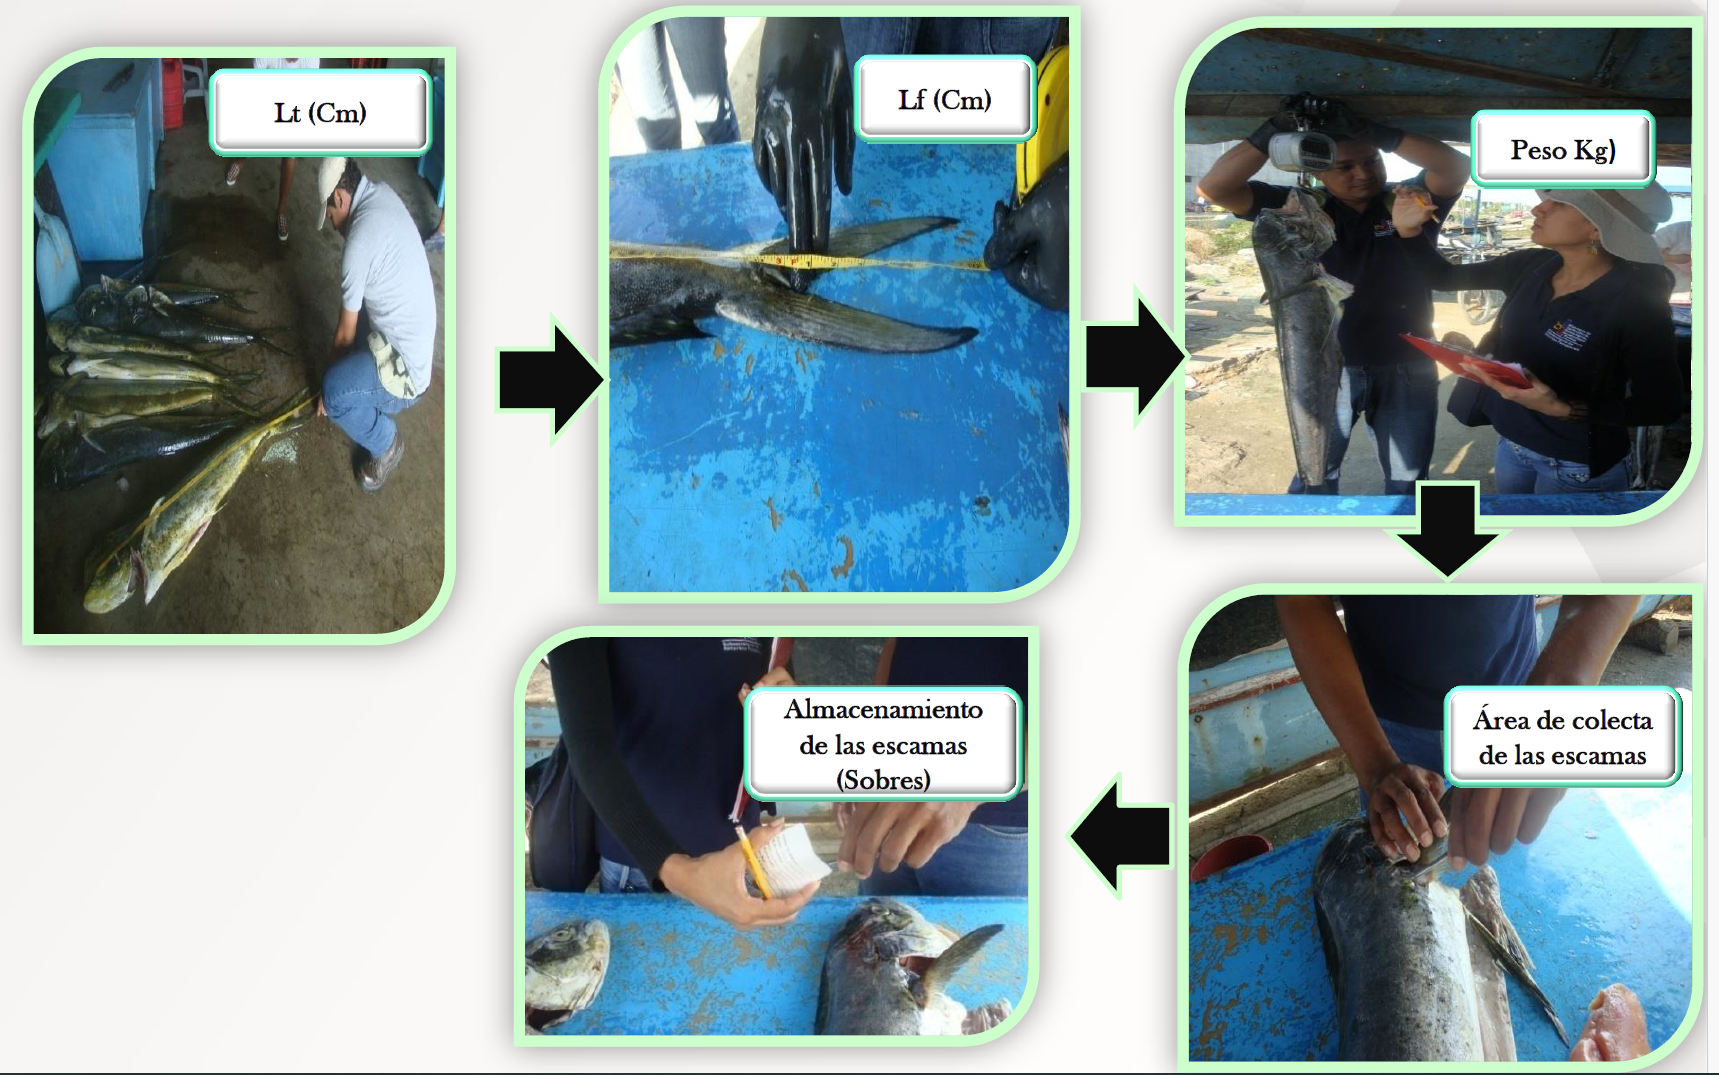 Lt (Cm)
Lf (Cm)
Peso Kg)
Área de colecta
de las escamas
Almacenamiento
de las escamas
(Sobres)